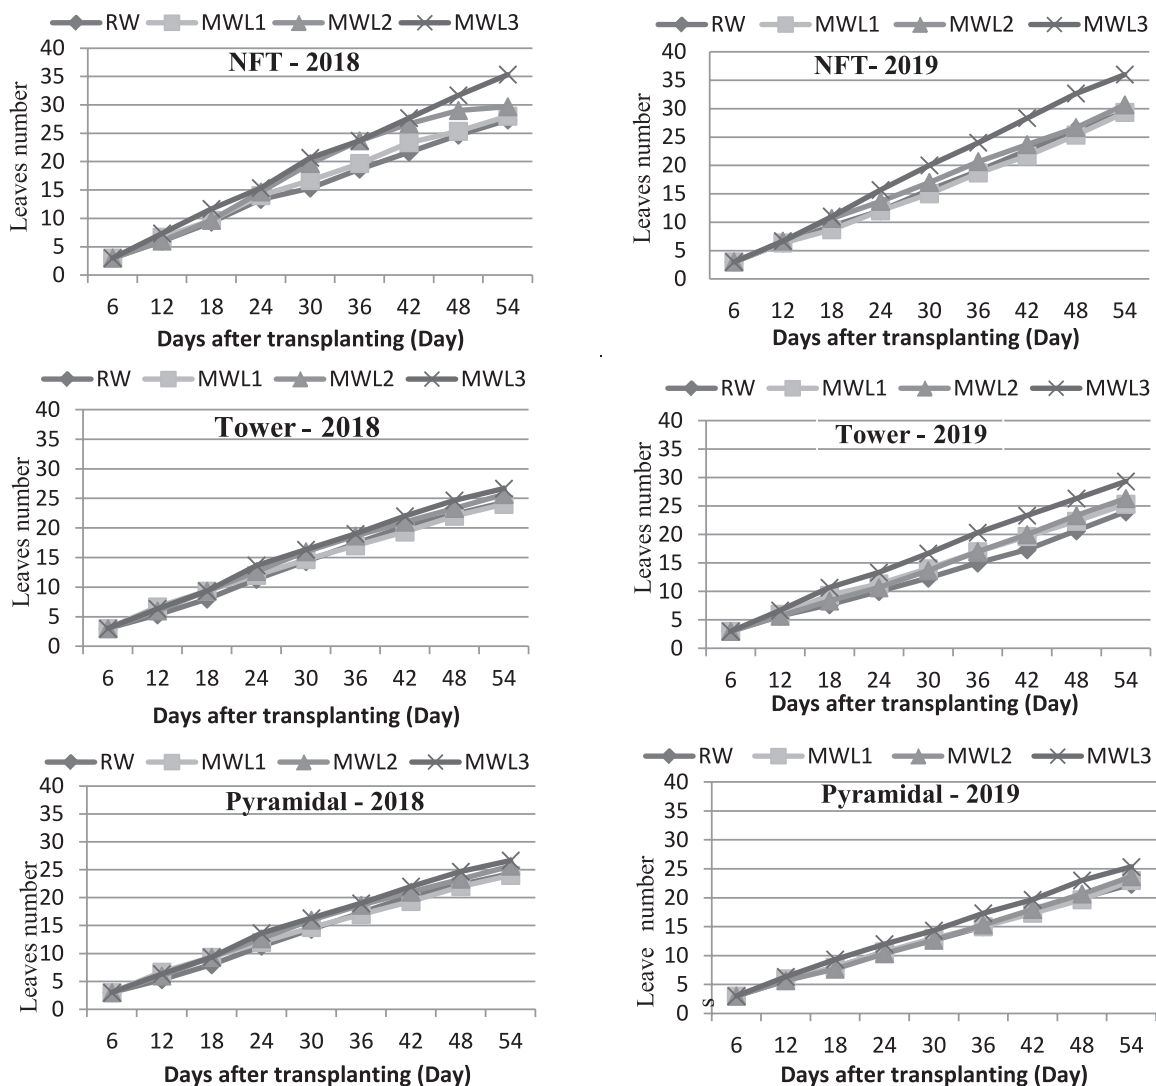 RW MWL1 MWL2 MWL3
NFT - 2018
Leaves number
40
35
30
25
20
15
10
5
0
6 12 18 24 30 36 42 48 54
Days after transplanting (Day)
RW MWL1 MWL2 MWL3
NFT- 2019
Leaves number
40
35
30
25
20
15
10
5
0
6 12 18 24 30 36 42 48 54
Days after transplanting (Day)
RW MWL1 MWL2 MWL3
Tower - 2018
Leaves number
40
35
30
25
20
15
10
5
0
6 12 18 24 30 36 42 48 54
Days after transplanting (Day)
RW MWL1 MWL2 MWL3
Tower - 2019
Leaves number
40
35
30
25
20
15
10
5
0
6 12 18 24 30 36 42 48 54
Days after transplanting (Day)
RW MWL1 MWL2 MWL3
Pyramidal - 2018
Leaves number
40
35
30
25
20
15
10
5
0
6 12 18 24 30 36 42 48 54
Days after transplanting (Day)
RW MWL1 MWL2 MWL3
Pyramidal - 2019
Leave number
s
40
35
30
25
20
15
10
5
0
6 12 18 24 30 36 42 48 54
Days after transplanting (Day)